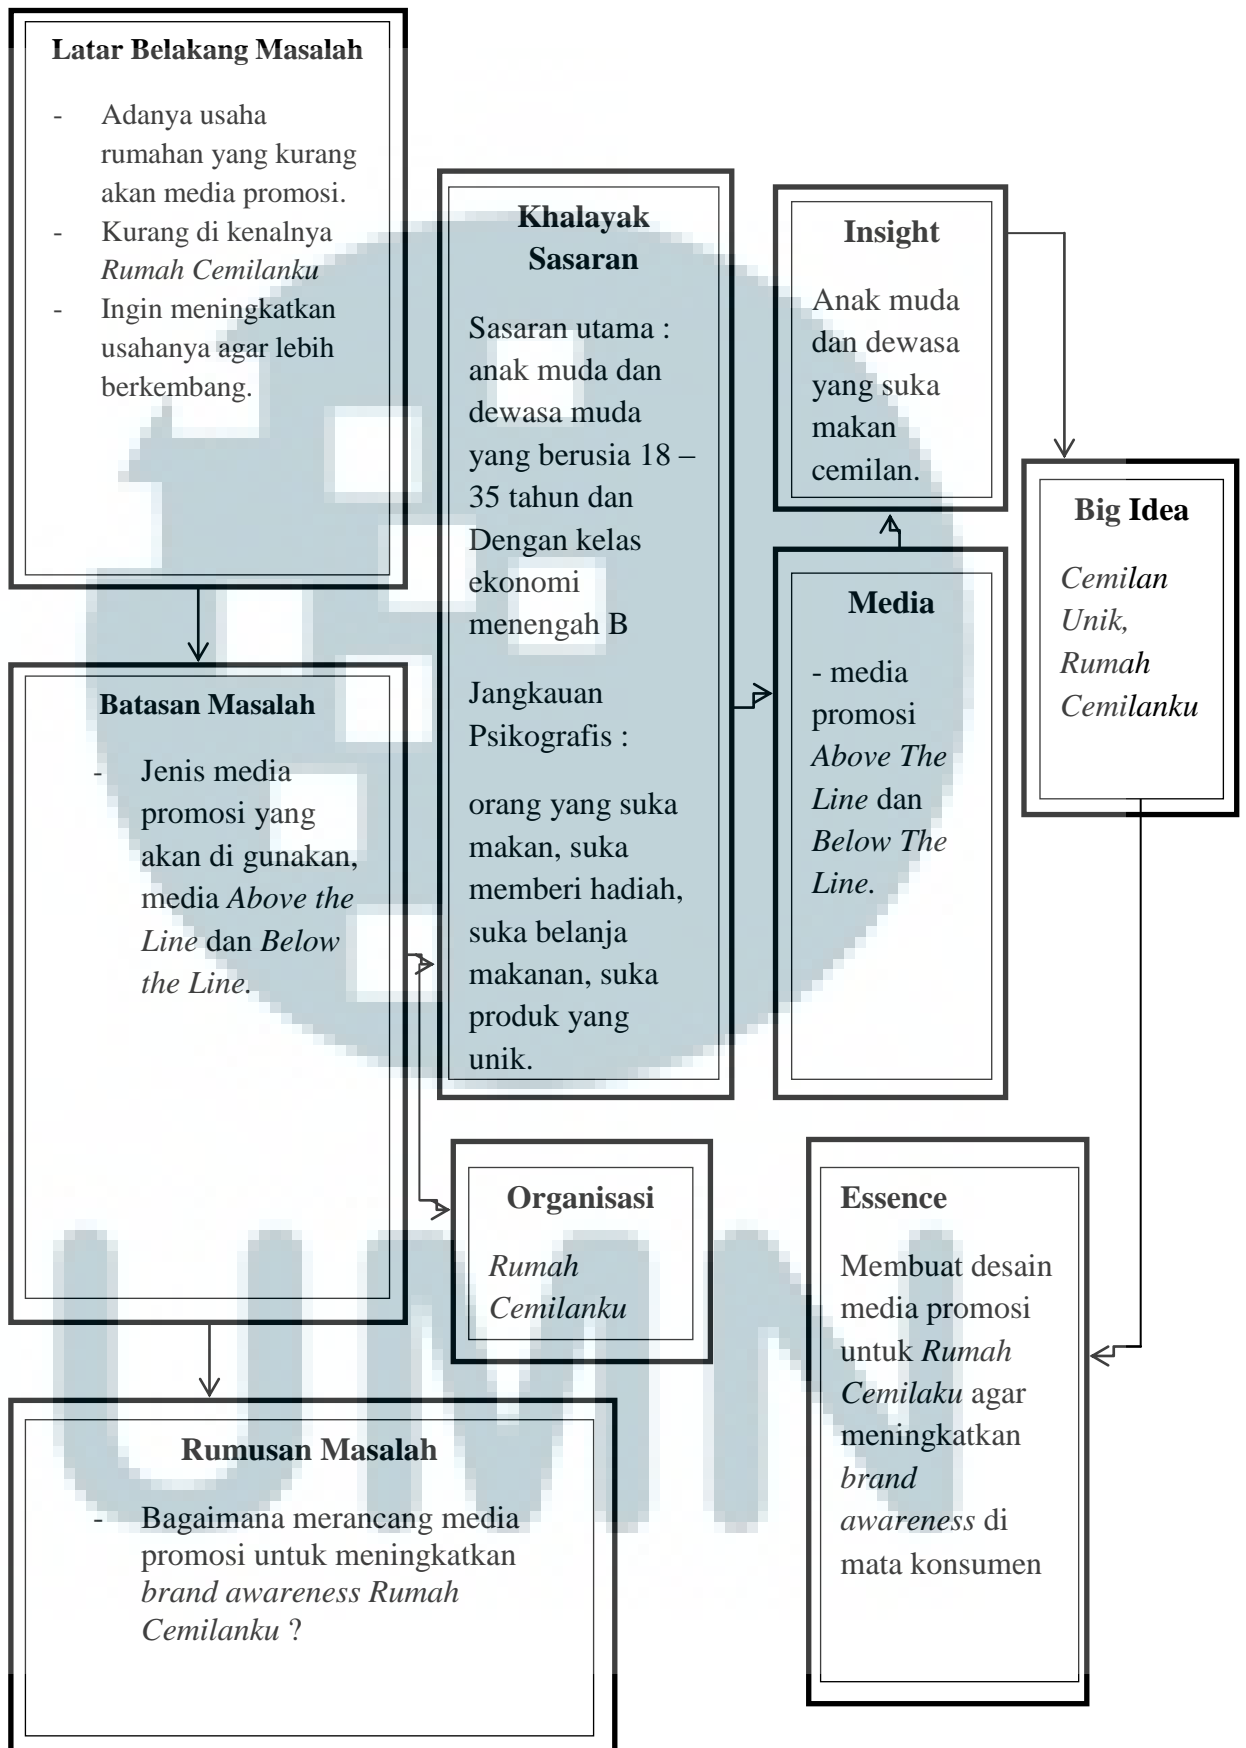 Latar Belakang Masalah
- Adanya usaha
rumahan yang kurang
akan media promosi.
- Kurang di kenalnya
Rumah Cemilanku
- Ingin meningkatkan
usahanya agar lebih
berkembang.
Batasan Masalah
- Jenis media
promosi yang
akan di gunakan,
media Above the
Line dan Below
the Line.
Rumusan Masalah
- Bagaimana merancang media
promosi untuk meningkatkan
brand awareness Rumah
Cemilanku ?
Khalayak
Sasaran
Sasaran utama :
anak muda dan
dewasa muda
yang berusia 18 –
35 tahun dan
Dengan kelas
ekonomi
menengah B
Jangkauan
Psikografis :
orang yang suka
makan, suka
memberi hadiah,
suka belanja
makanan, suka
produk yang
unik.
Organisasi
Rumah
Cemilanku
Media
- media
promosi
Above The
Line dan
Below The
Line.
Insight
Anak muda
dan dewasa
yang suka
makan
cemilan.
Big Idea
Cemilan
Unik,
Rumah
Cemilanku
Essence
Membuat desain
media promosi
untuk Rumah
Cemilaku agar
meningkatkan
brand
awareness di
mata konsumen
UMN